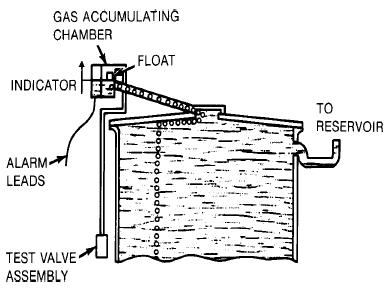 GAS ACCUMULATING
CHAMBER
FLOAT
INDICATOR
TO
RESERVOIR
ALARM
LEADS
TEST VALVE
ASSEMBLY